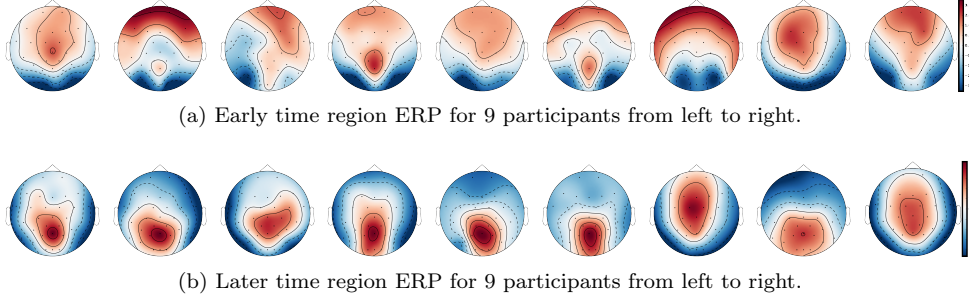 (a) Early time region ERP for 9 participants from left to right.
(b) Later time region ERP for 9 participants from left to right.